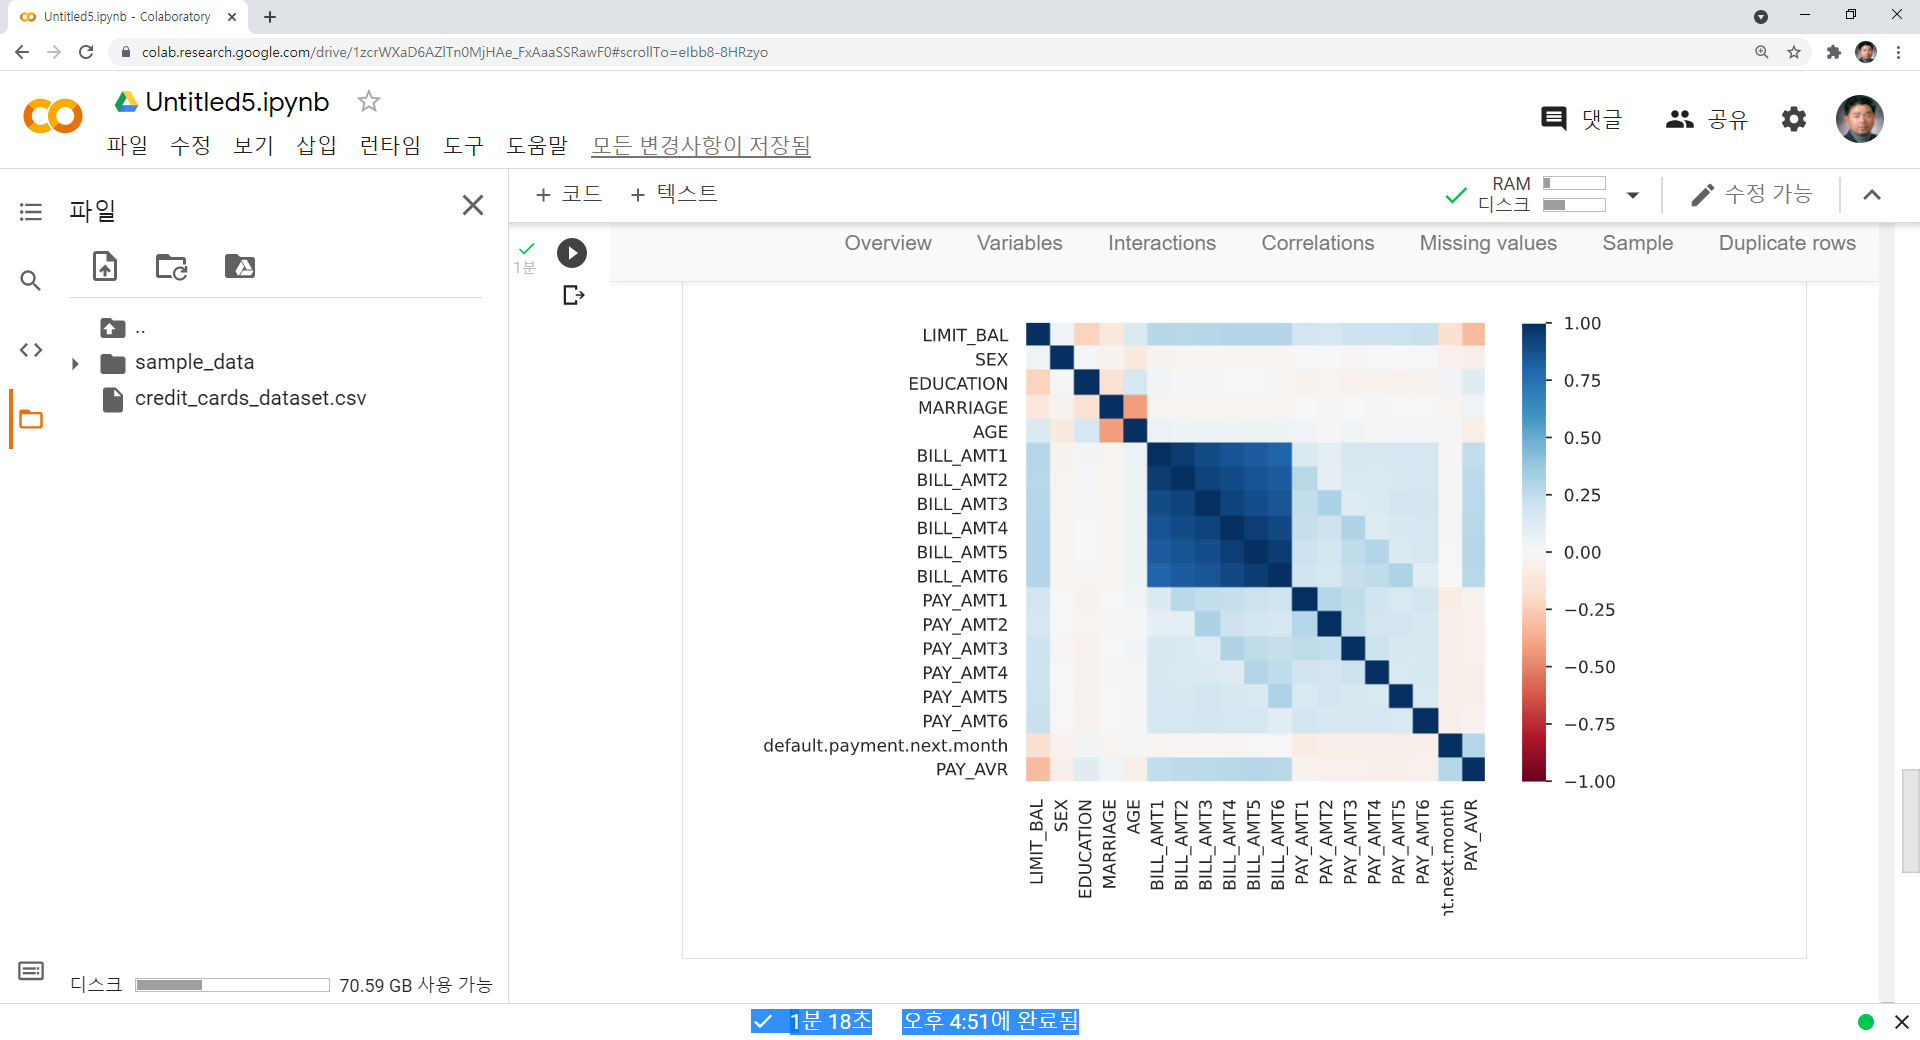 Untitled5.ipynb - Colaboratory
colab.research.google.com/drive/1zcrWXaD6AZlTn0MjHAe_FxAaaSSRawF0#scrollTo=eIbb8-8HRzyo
Untitled5.ipynb
파일 수정 보기 삽입 런타임 도구 도움말 모든 변경사항이 저장됨
댓글 공유
파일
+ 코드 + 텍스트
RAM
디스크
수정 가능
..
sample_data
credit_cards_dataset.csv
디스크 70.59 GB 사용 가능
1분
Overview Variables Interactions Correlations Missing values Sample Duplicate rows
LIMIT_BAL
SEX
EDUCATION
MARRIAGE
AGE
BILL_AMT1
BILL_AMT2
BILL_AMT3
BILL_AMT4
BILL_AMT5
BILL_AMT6
PAY_AMT1
PAY_AMT2
PAY_AMT3
PAY_AMT4
PAY_AMT5
PAY_AMT6
default.payment.next.month
PAY_AVR
LIMIT_BAL
SEX
EDUCATION
MARRIAGE
AGE
BILL_AMT1
BILL_AMT2
BILL_AMT3
BILL_AMT4
BILL_AMT5
BILL_AMT6
PAY_AMT1
PAY_AMT2
PAY_AMT3
PAY_AMT4
PAY_AMT5
PAY_AMT6
nt.next.month
PAY_AVR
1.00
0.75
0.50
0.25
0.00
−0.25
−0.50
−0.75
−1.00
1분 18초 오후 4:51에 완료됨